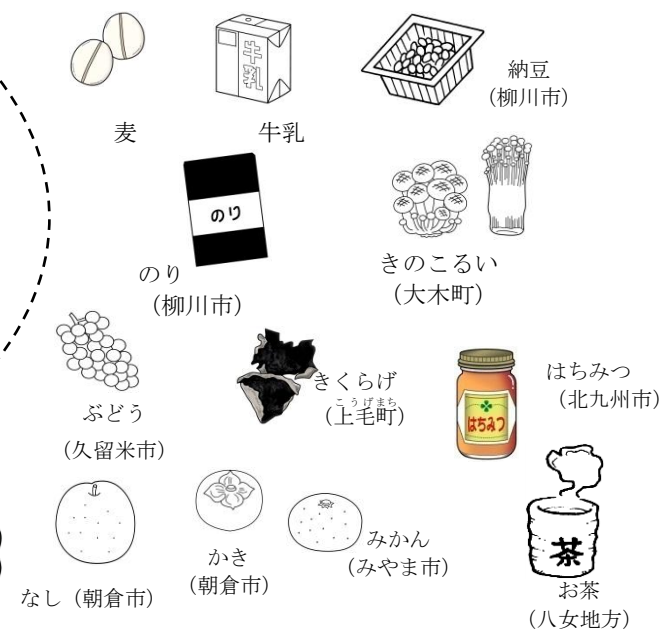 牛乳
納豆
（柳川市）
麦
牛乳
のり
のり
（柳川市）
きのこるい
（大木町）
ぶどう
（久留米市）
きくらげ
こうげまち
（上毛町）
はちみつ
はちみつ
（北九州市）
なし（朝倉市）
かき
（朝倉市）
みかん
（みやま市）
茶
お茶
（八女地方）